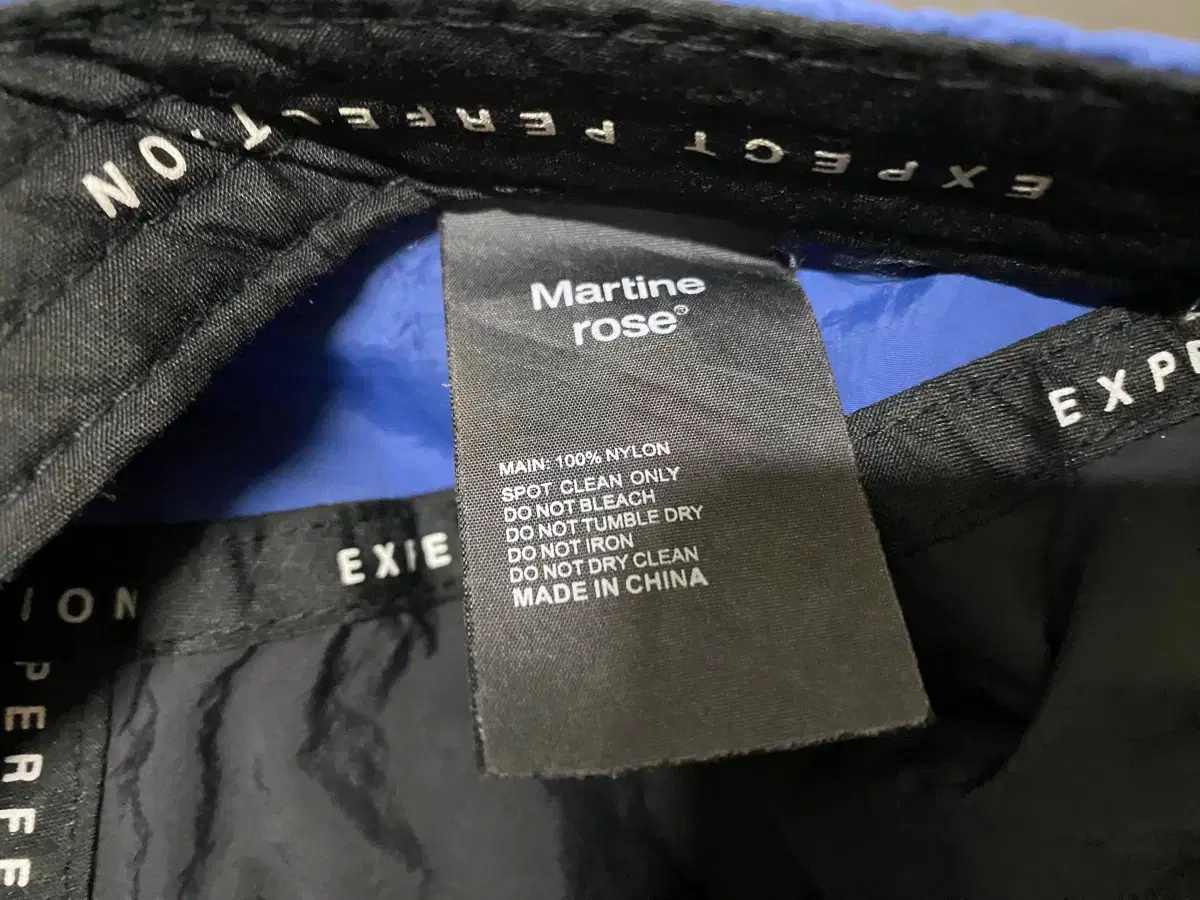 EXPECT PERFECTION
Martine
rose®
MAIN: 100% NYLON
SPOT CLEAN ONLY
DO NOT BLEACH
DO NOT TUMBLE DRY
DO NOT IRON
DO NOT DRY CLEAN
MADE IN CHINA
EXPE
EXPE
ION
PERFE